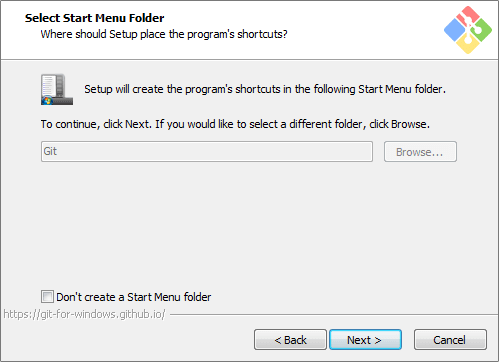 Select Start Menu Folder
Where should Setup place the program's shortcuts?
Setup will create the program's shortcuts in the following Start Menu folder.
To continue, click Next. If you would like to select a different folder, click Browse.
Git
Browse...
Don't create a Start Menu folder
https://git-for-windows.github.io/
< Back
Next >
Cancel